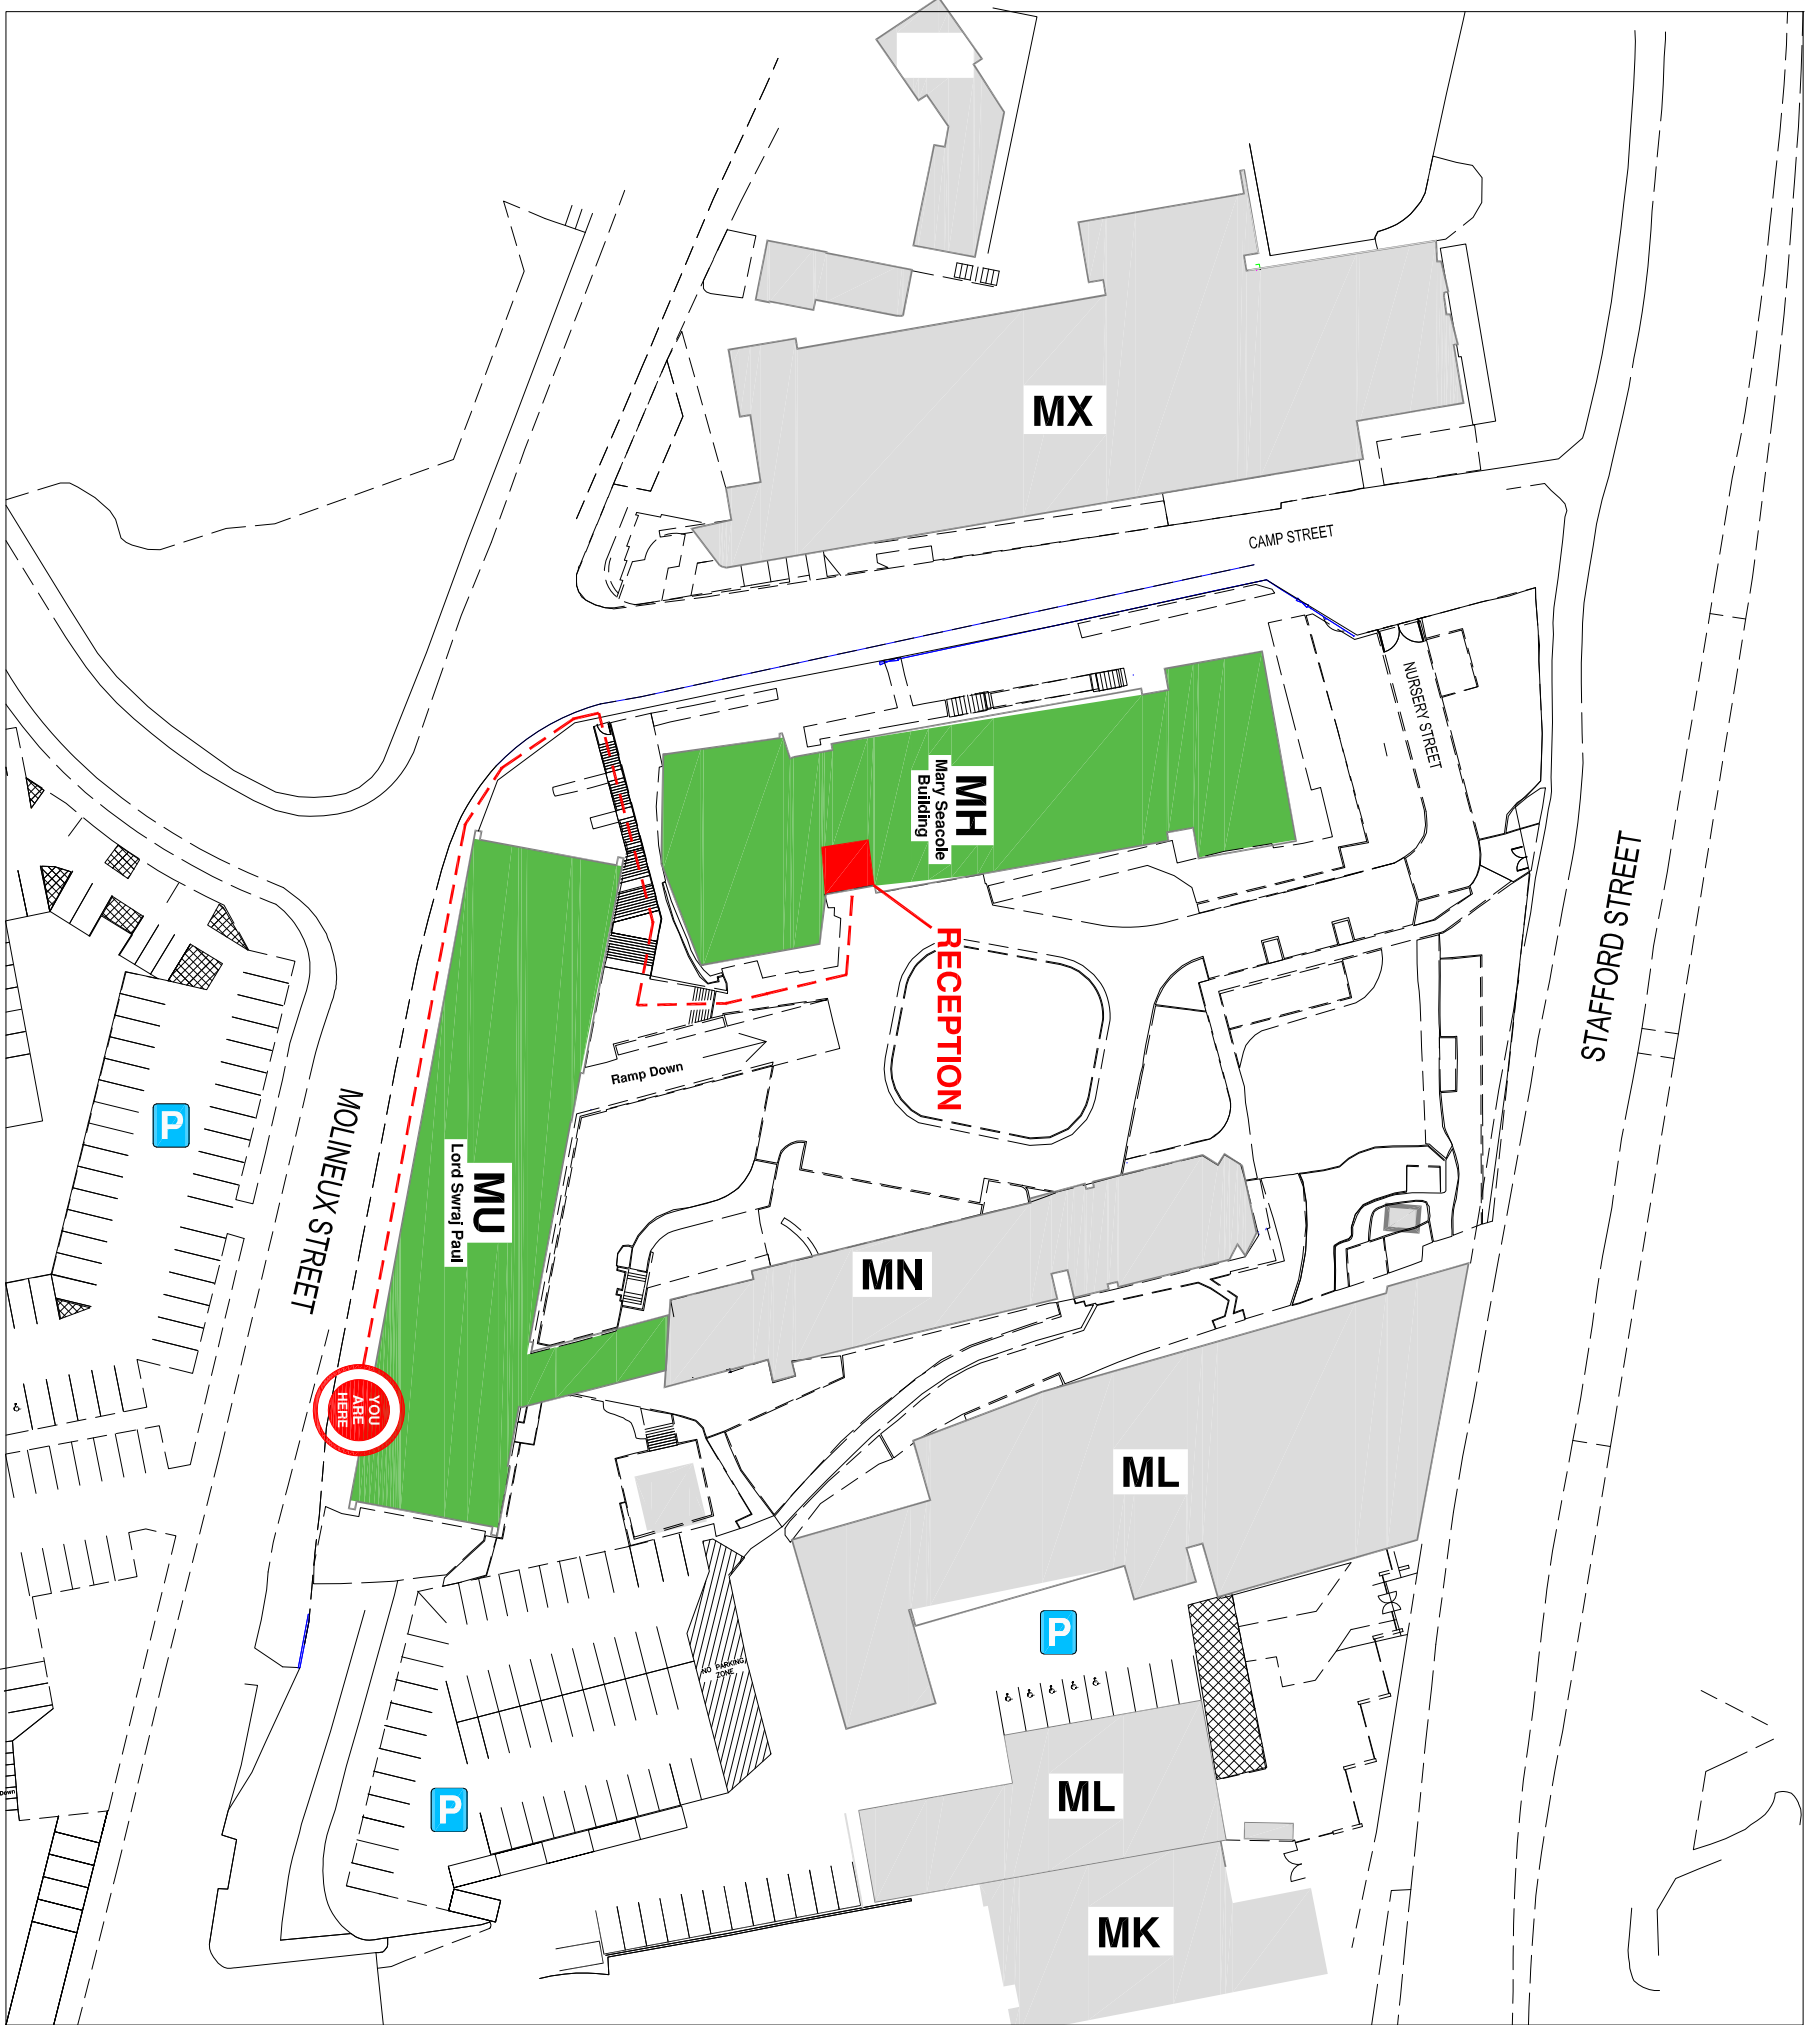 MX
CAMP STREET
NURSERY STREET
MH
Mary Seacole
Building
STAFFORD STREET
RECEPTION
Ramp Down
P
MOLINEUX STREET
MU
Lord Swraj Paul
MN
YOU
ARE
HERE
ML
P
NO PARKING
ZONE
ML
P
Down
MK